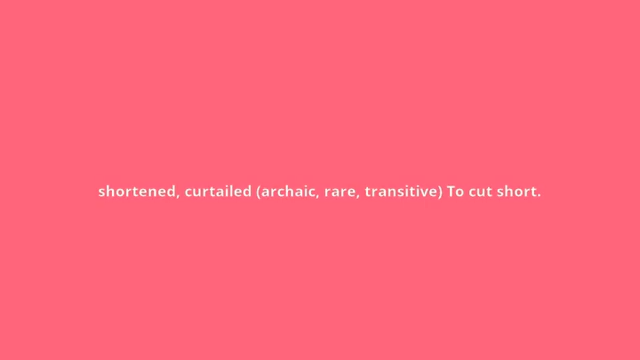 shortened, curtailed (archaic, rare, transitive) To cut short.